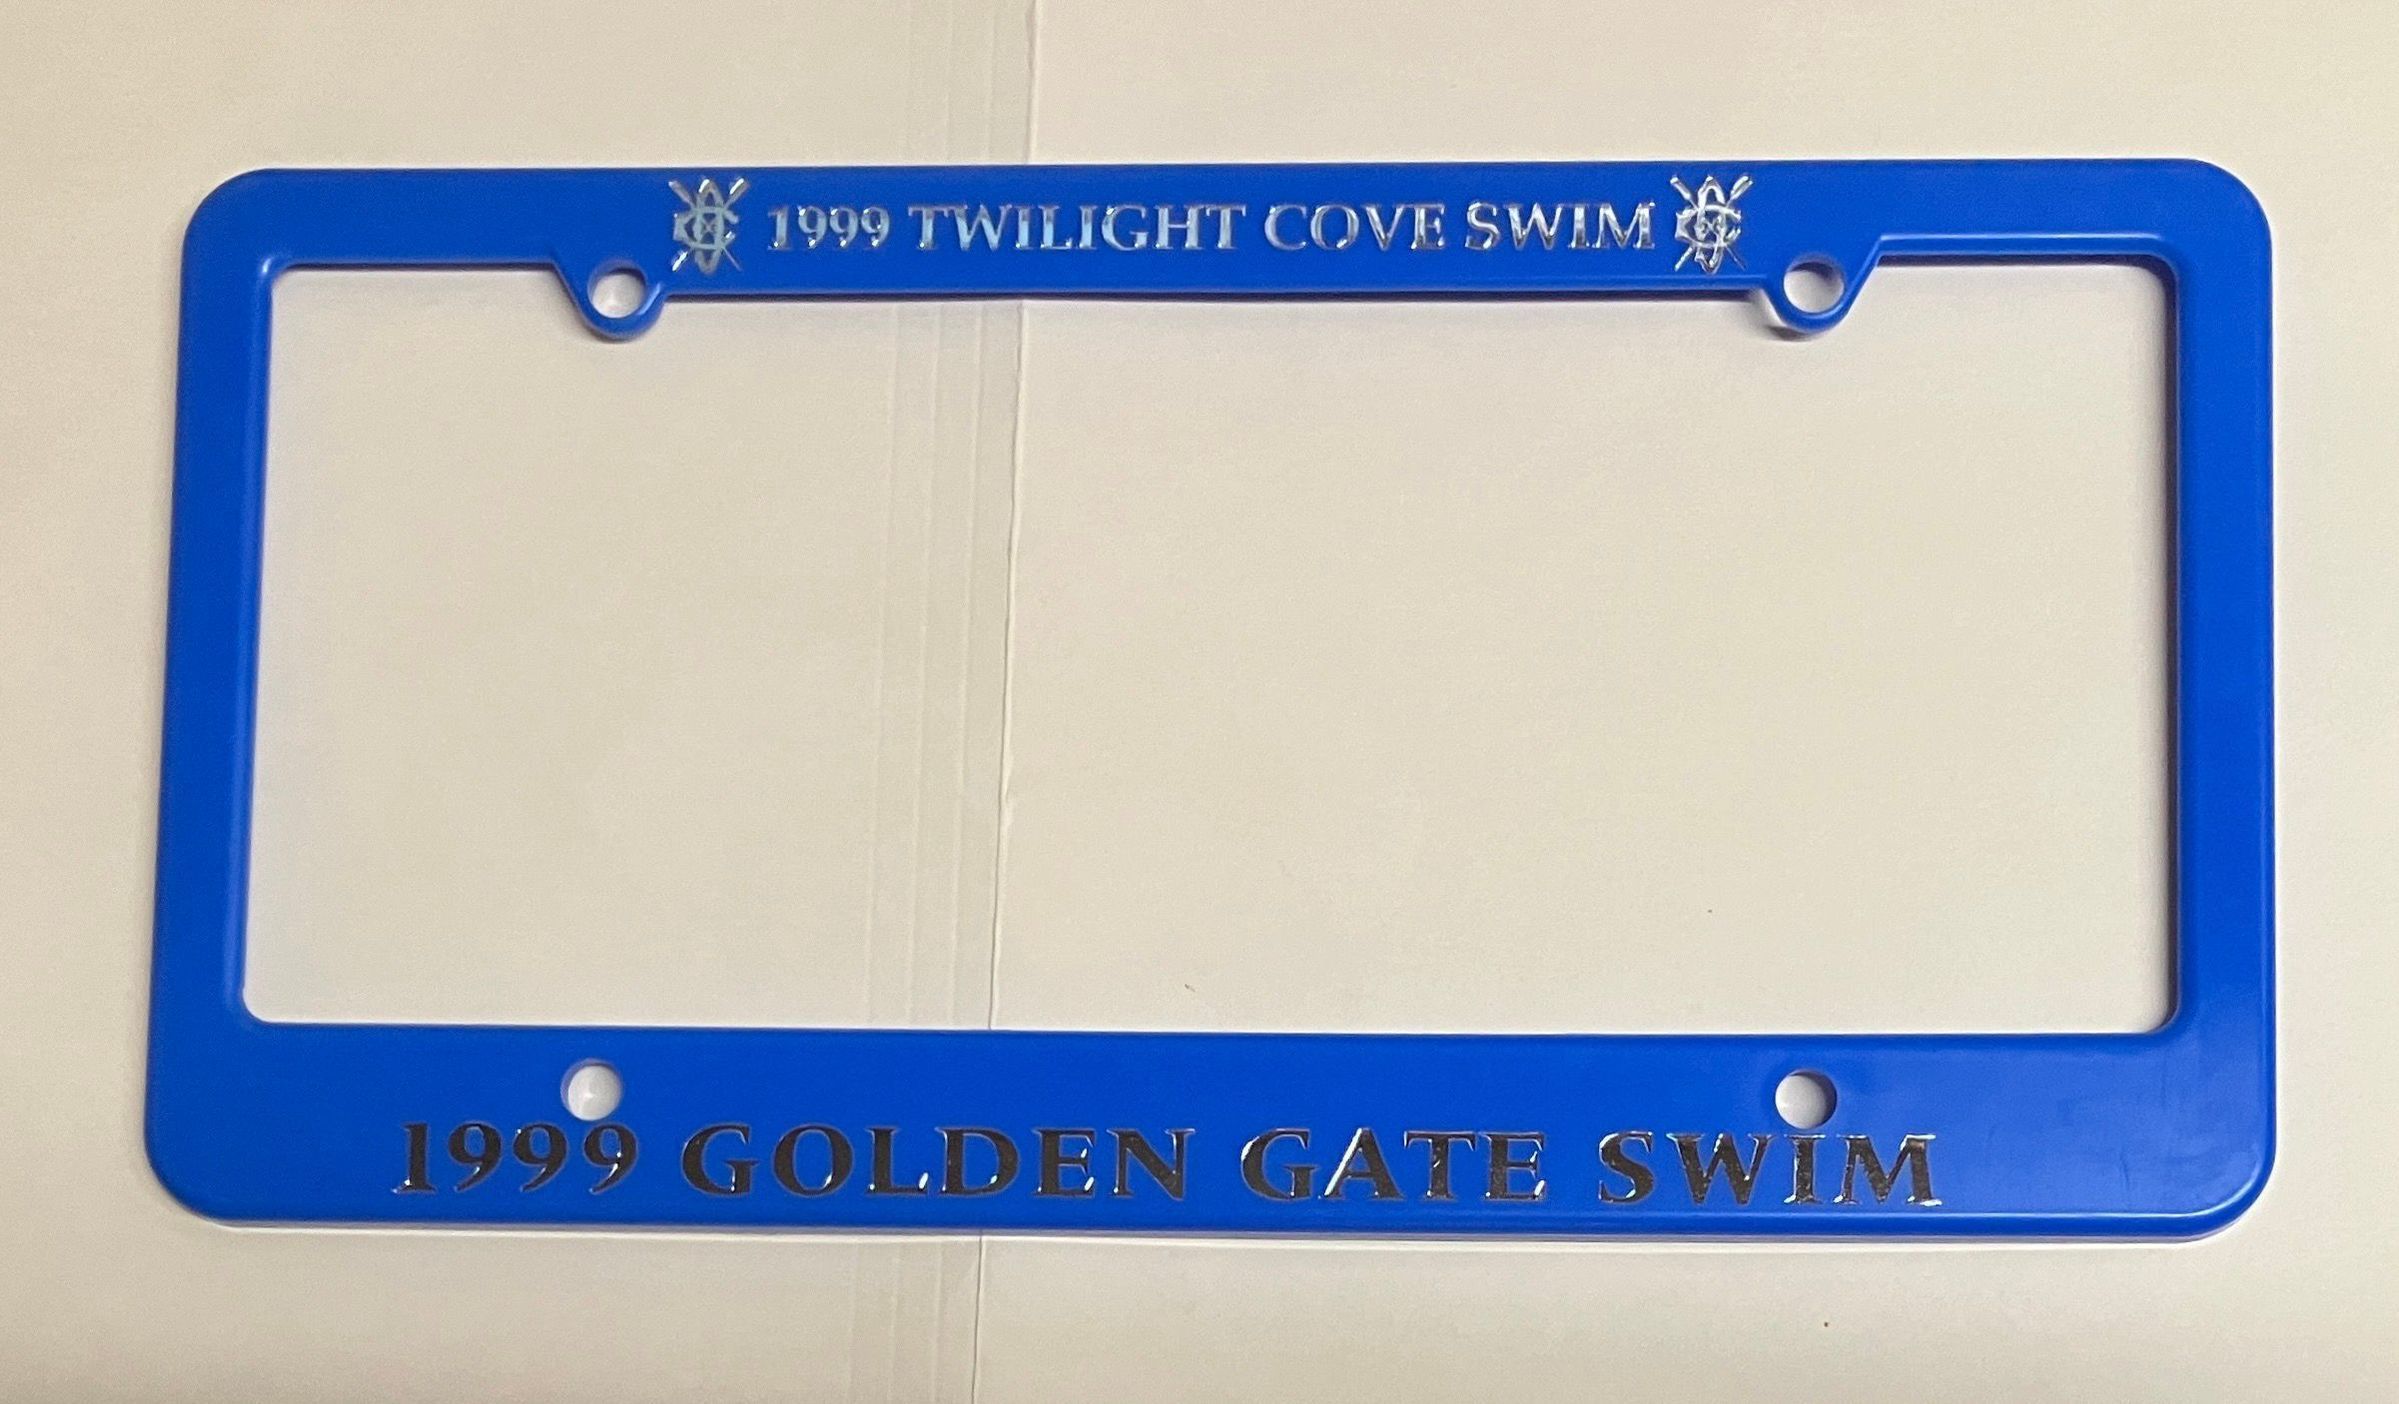 1999 TWILIGHT COVE SWIM
1999 GOLDEN GATE SWIM